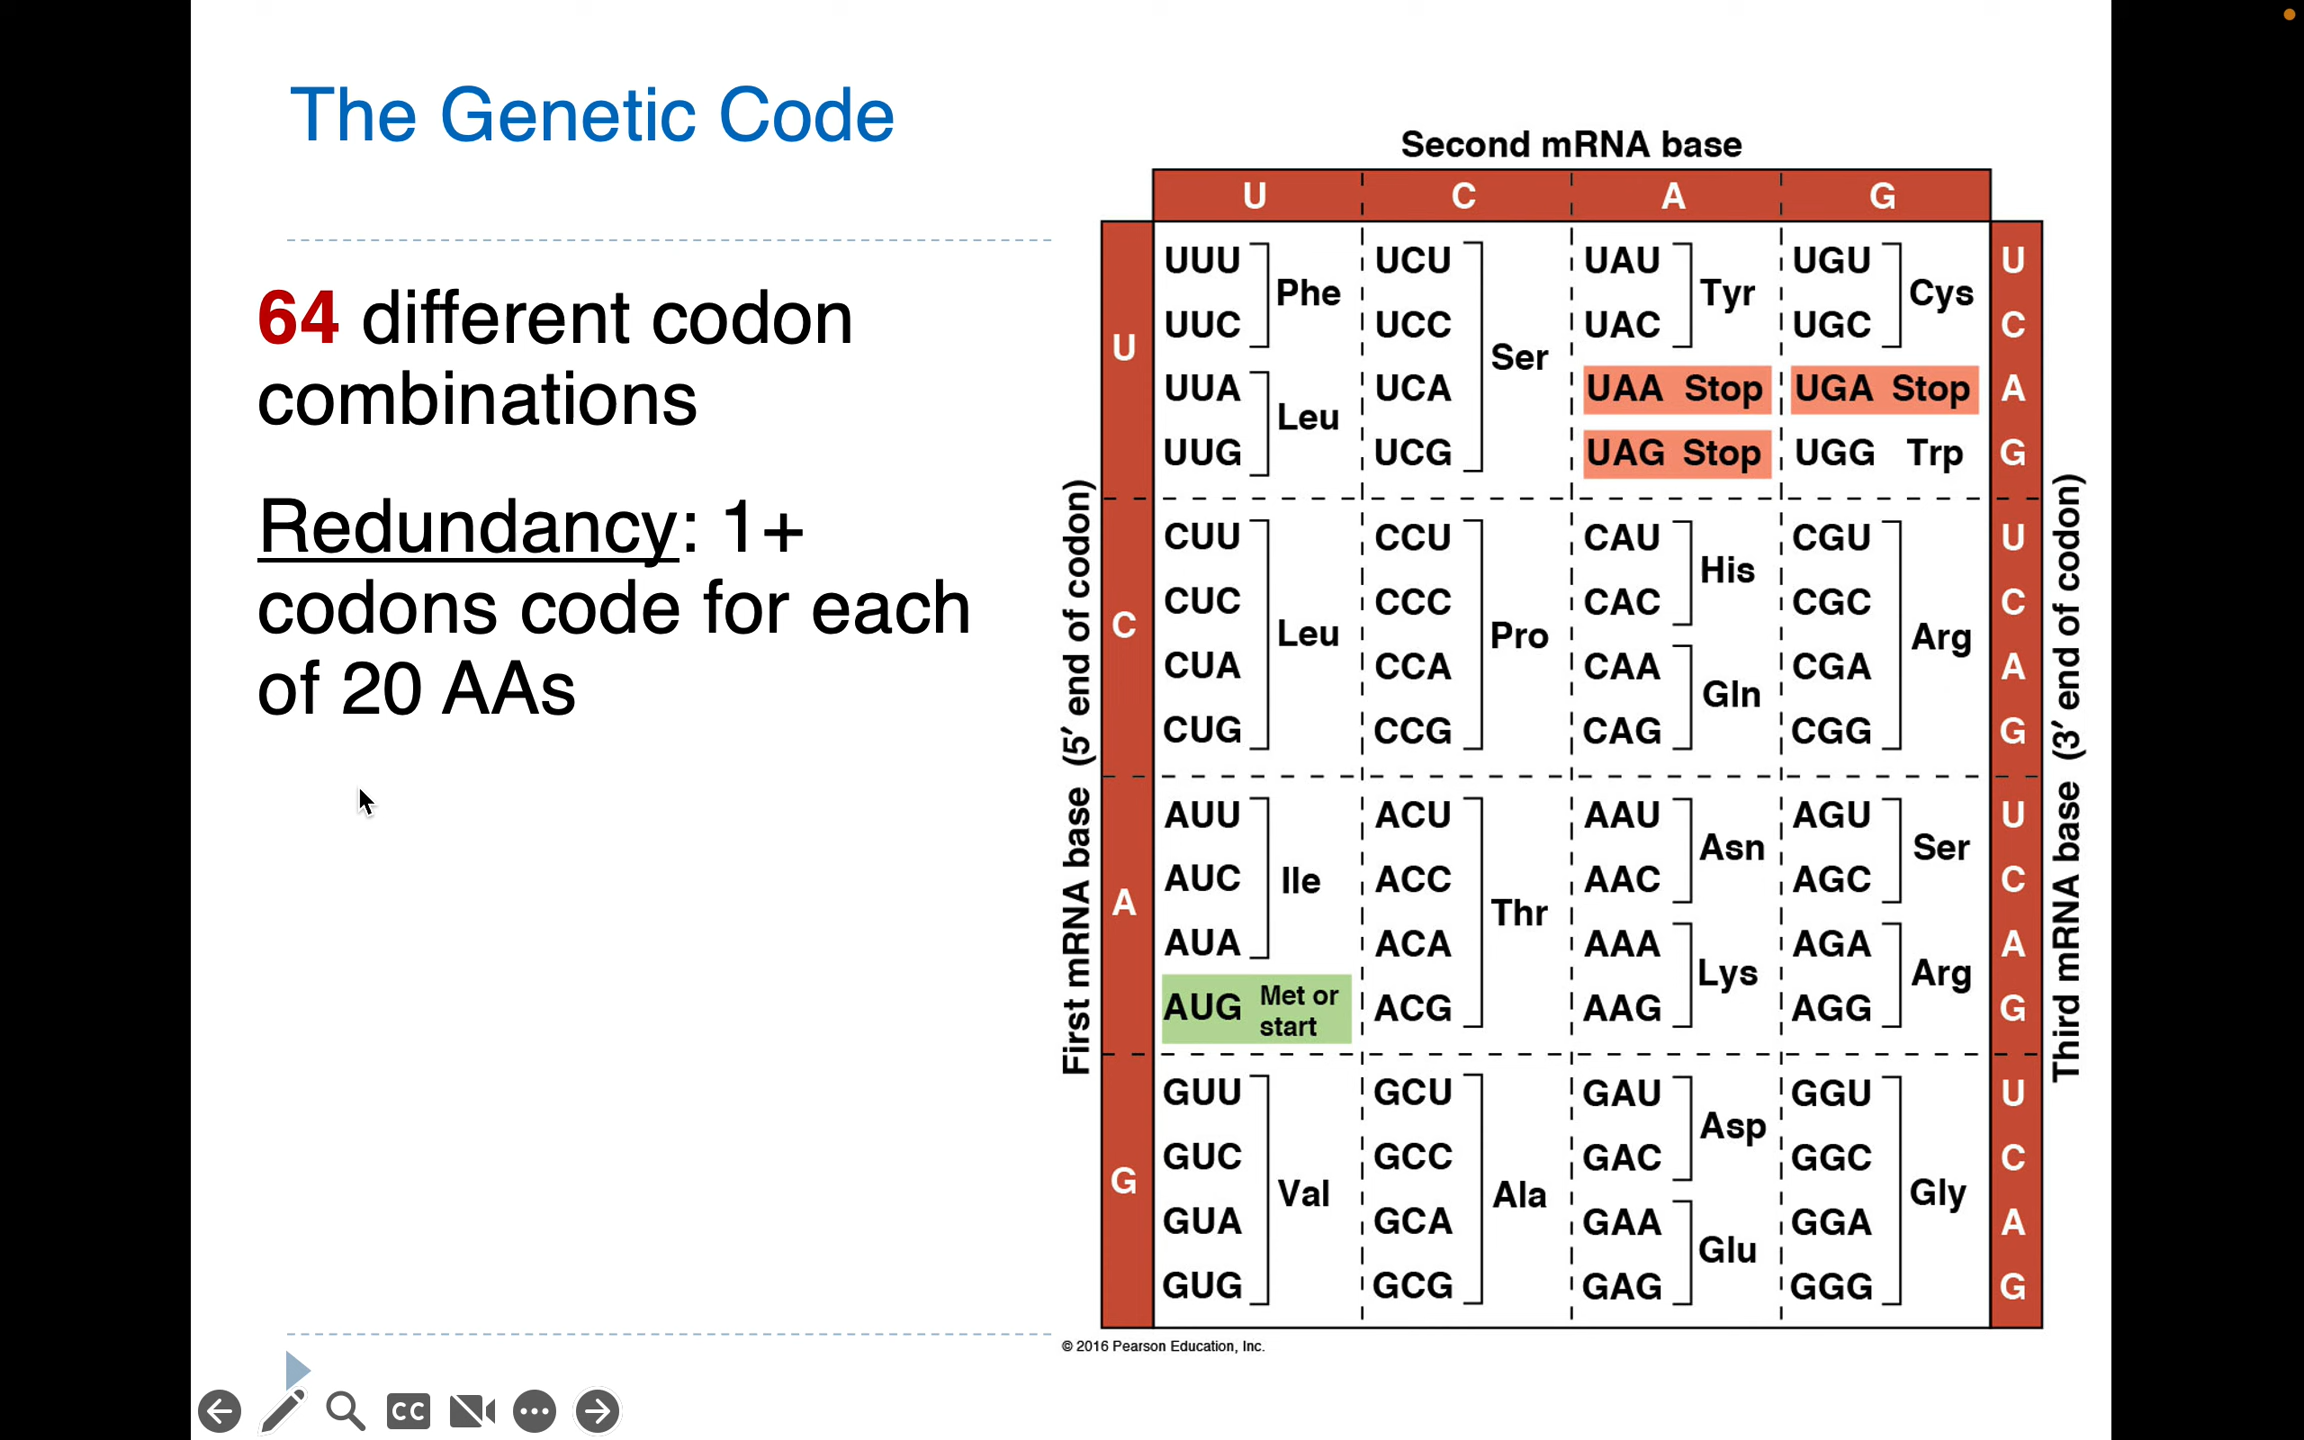 The Genetic Code
64 different codon
combinations
Redundancy: 1+
codons code for each
of 20 AAs
Second mRNA base
U C A G
First mRNA base (5′ end of codon)
Third mRNA base (3′ end of codon)
U
UUU Phe UCU Ser UAU Tyr UGU Cys U
UUC UCC UAC UGC C
UUA Leu UCA UAA Stop UGA Stop A
UUG UCG UAG Stop UGG Trp G
C
CUU Leu CCU Pro CAU His CGU Arg U
CUC CCC CAC CGC C
CUA CCA CAA Gln CGA A
CUG CCG CAG CGG G
A
AUU Ile ACU Thr AAU Asn AGU Ser U
AUC ACC AAC AGC C
AUA ACA AAA Lys AGA Arg A
AUG Met or start ACG AAG AGG G
G
GUU Val GCU Ala GAU Asp GGU Gly U
GUC GCC GAC GGC C
GUA GCA GAA Glu GGA A
GUG GCG GAG GGG G
© 2016 Pearson Education, Inc.
CC